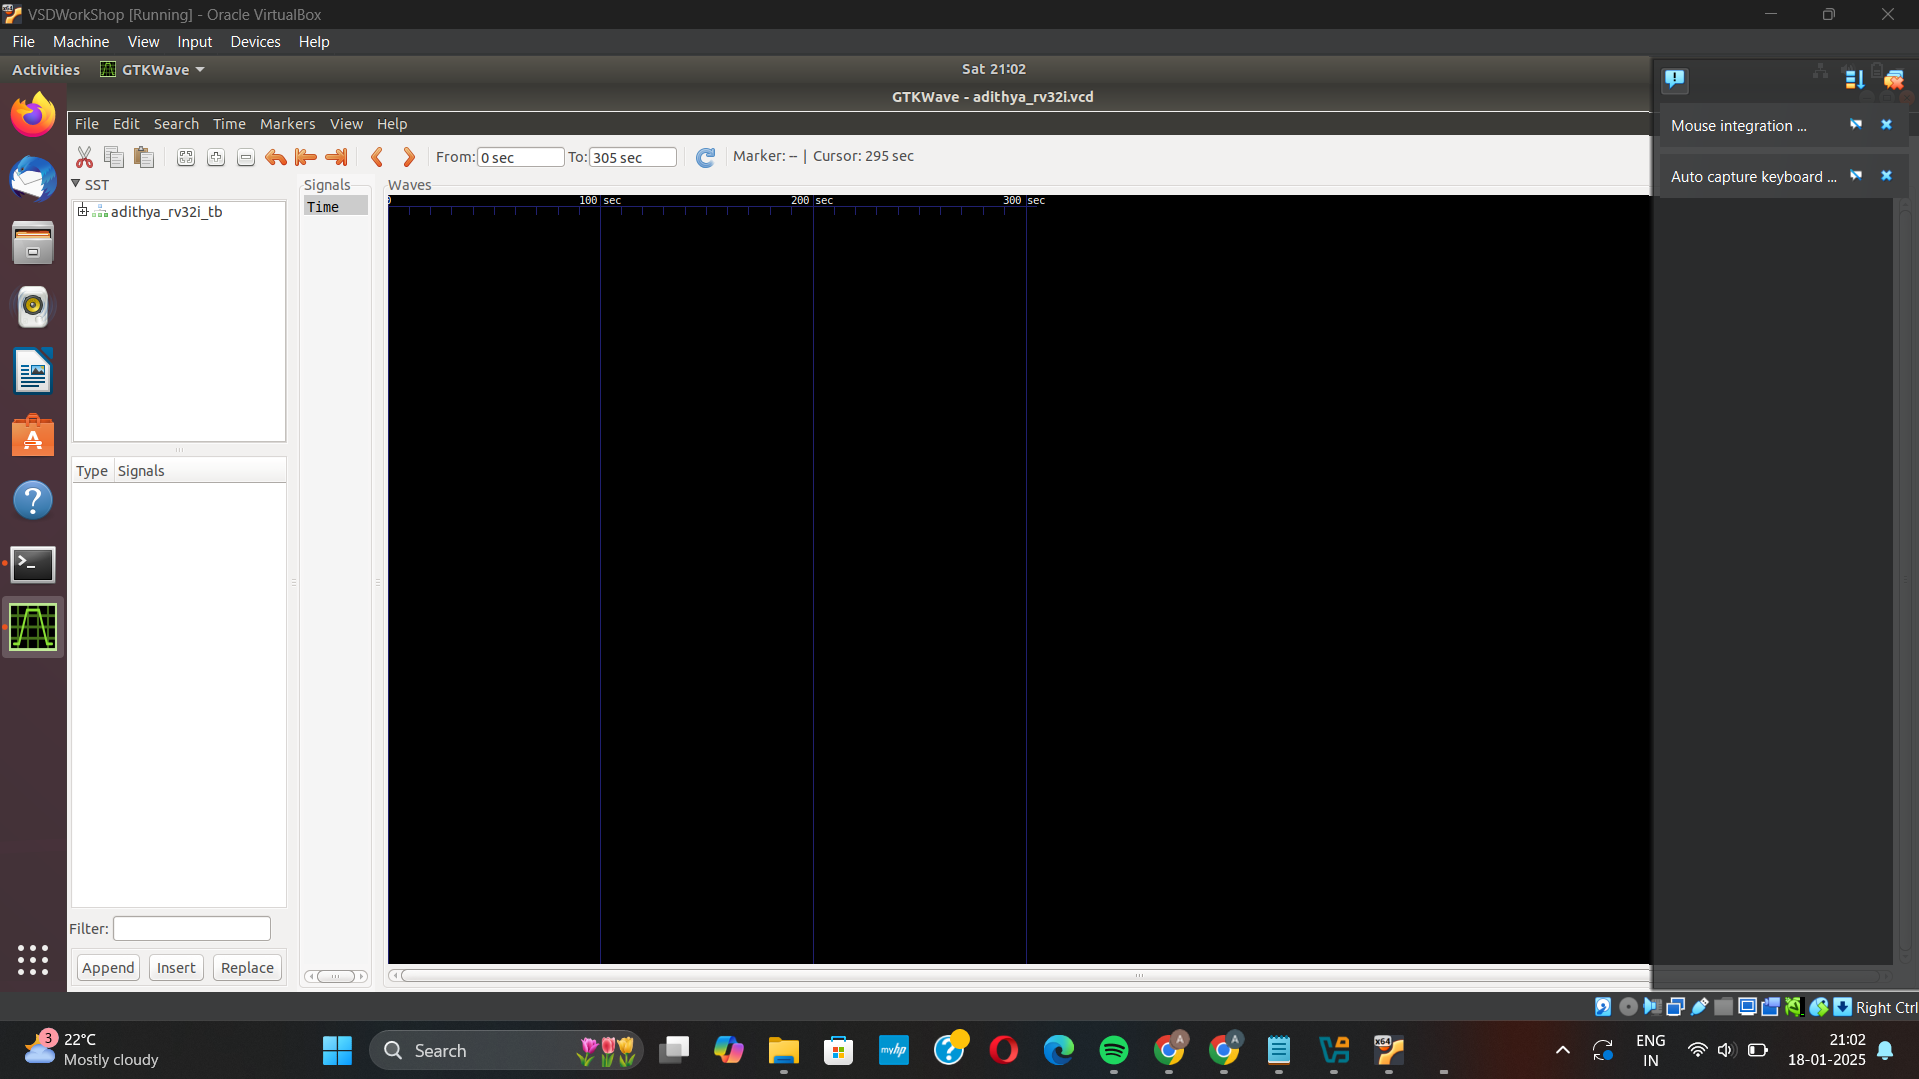 VSDWorkShop [Running] - Oracle VirtualBox
File Machine View Input Devices Help
Activities GTKWave Sat 21:02
GTKWave - adithya_rv32i.vcd
File Edit Search Time Markers View Help
From: 0 sec To: 305 sec Marker: -- | Cursor: 295 sec
Mouse integration ...
Auto capture keyboard ...
SST
adithya_rv32i_tb
Signals
Time
Waves
0 100 sec 200 sec 300 sec
Type Signals
Filter:
Append Insert Replace
Right Ctrl
3
22°C
Mostly cloudy
Search
myhp
A
A
x64
ENG
IN
21:02
18-01-2025